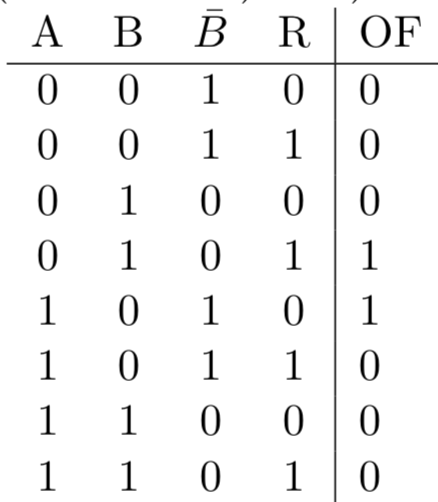 A B B̄ R OF
0 0 1 0 0
0 0 1 1 0
0 1 0 0 0
0 1 0 1 1
1 0 1 0 1
1 0 1 1 0
1 1 0 0 0
1 1 0 1 0